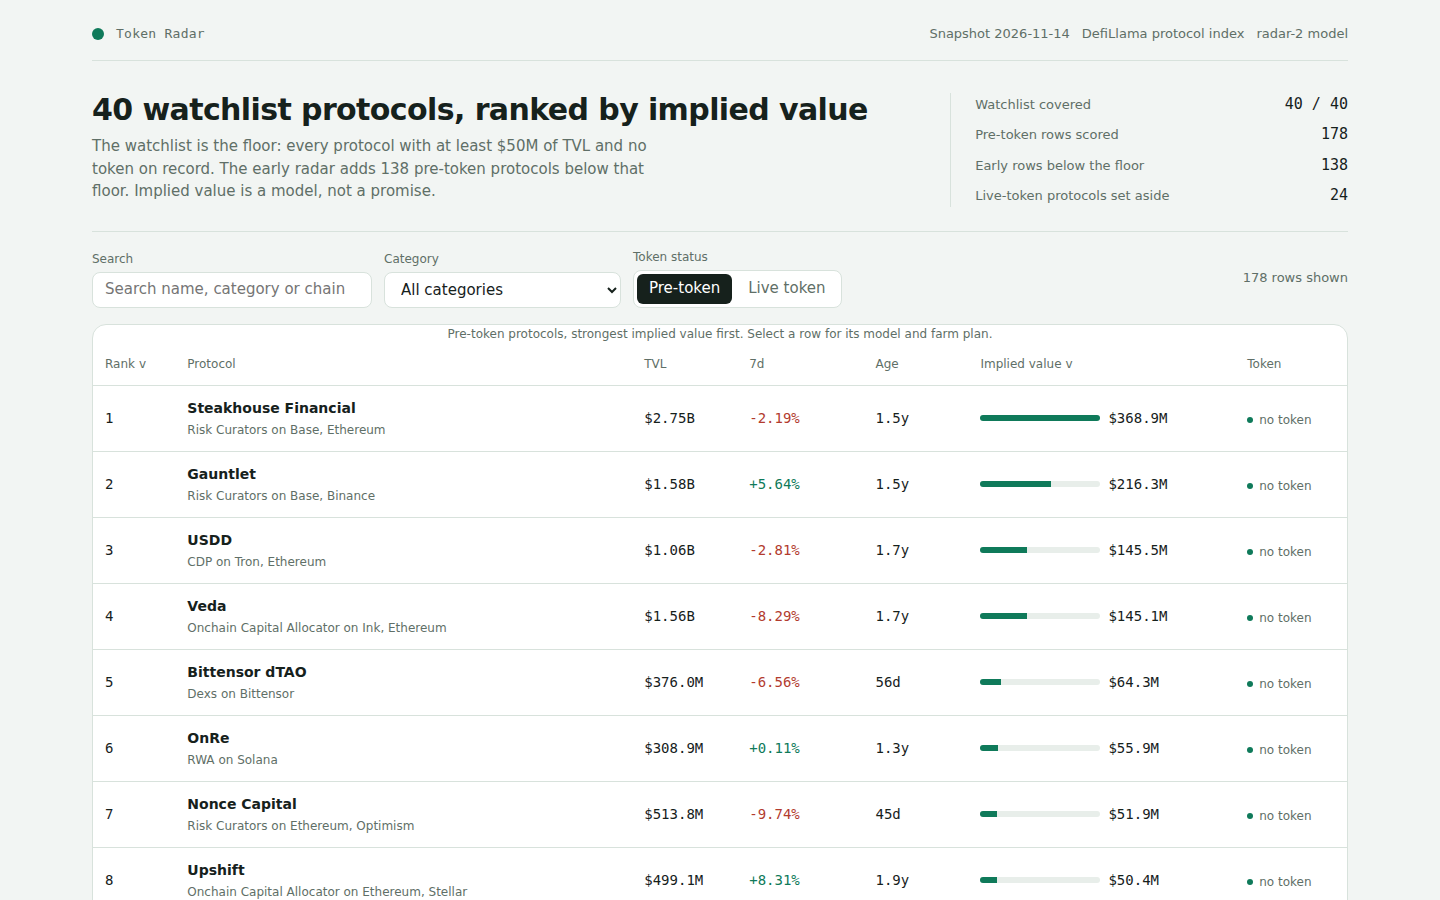 Token Radar
Snapshot 2026-11-14 DefiLlama protocol index radar-2 model
40 watchlist protocols, ranked by implied value
The watchlist is the floor: every protocol with at least $50M of TVL and no
token on record. The early radar adds 138 pre-token protocols below that
floor. Implied value is a model, not a promise.
Watchlist covered 40 / 40
Pre-token rows scored 178
Early rows below the floor 138
Live-token protocols set aside 24
Search
Category
Token status
Search name, category or chain
All categories
Pre-token
Live token
178 rows shown
Pre-token protocols, strongest implied value first. Select a row for its model and farm plan.
Rank v Protocol TVL 7d Age Implied value v Token
1 Steakhouse Financial $2.75B -2.19% 1.5y $368.9M no token
Risk Curators on Base, Ethereum
2 Gauntlet $1.58B +5.64% 1.5y $216.3M no token
Risk Curators on Base, Binance
3 USDD $1.06B -2.81% 1.7y $145.5M no token
CDP on Tron, Ethereum
4 Veda $1.56B -8.29% 1.7y $145.1M no token
Onchain Capital Allocator on Ink, Ethereum
5 Bittensor dTAO $376.0M -6.56% 56d $64.3M no token
Dexs on Bittensor
6 OnRe $308.9M +0.11% 1.3y $55.9M no token
RWA on Solana
7 Nonce Capital $513.8M -9.74% 45d $51.9M no token
Risk Curators on Ethereum, Optimism
8 Upshift $499.1M +8.31% 1.9y $50.4M no token
Onchain Capital Allocator on Ethereum, Stellar